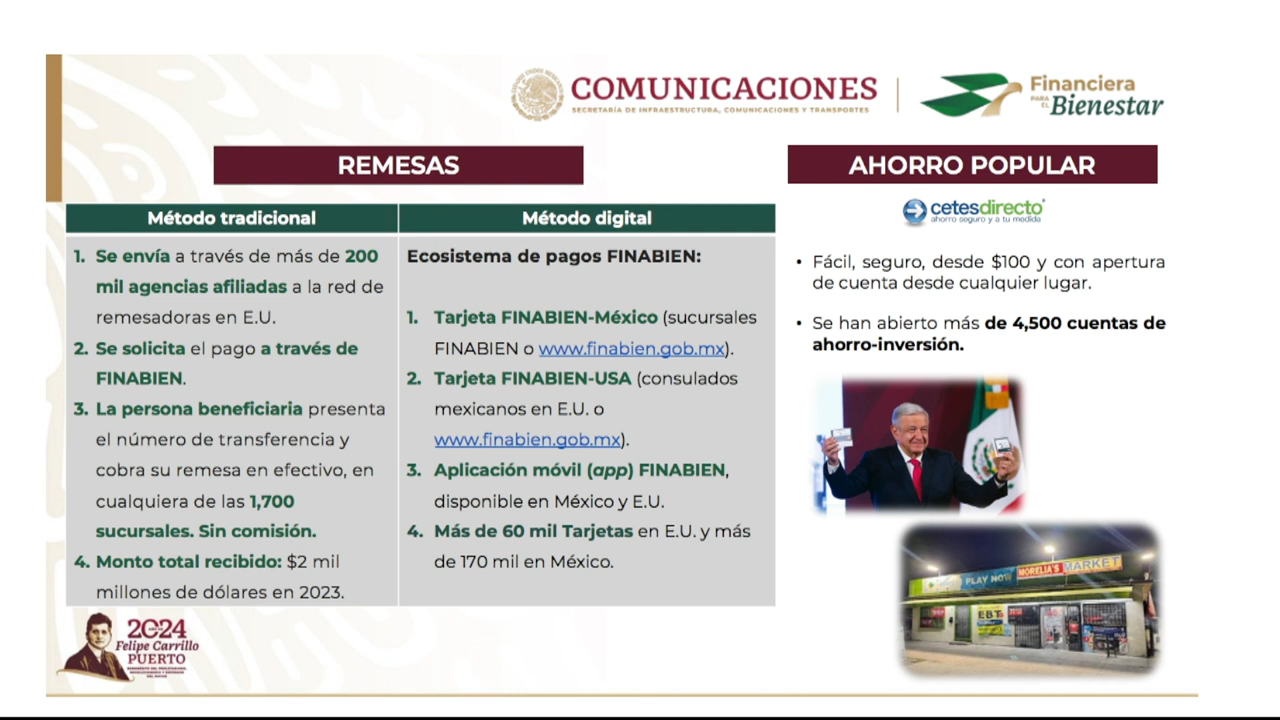 COMUNICACIONES
SECRETARÍA DE INFRAESTRUCTURA, COMUNICACIONES Y TRANSPORTES
Financiera
PARA EL
Bienestar
REMESAS
Método tradicional
1. Se envía a través de más de 200
mil agencias afiliadas a la red de
remesadoras en E.U.
2. Se solicita el pago a través de
FINABIEN.
3. La persona beneficiaria presenta
el número de transferencia y
cobra su remesa en efectivo, en
cualquiera de las 1,700
sucursales. Sin comisión.
4. Monto total recibido: $2 mil
millones de dólares en 2023.
Método digital
Ecosistema de pagos FINABIEN:
1. Tarjeta FINABIEN-México (sucursales
FINABIEN o www.finabien.gob.mx).
2. Tarjeta FINABIEN-USA (consulados
mexicanos en E.U. o
www.finabien.gob.mx).
3. Aplicación móvil (app) FINABIEN,
disponible en México y E.U.
4. Más de 60 mil Tarjetas en E.U. y más
de 170 mil en México.
AHORRO POPULAR
cetesdirecto
ahorro seguro y a tu medida
• Fácil, seguro, desde $100 y con apertura
de cuenta desde cualquier lugar.
• Se han abierto más de 4,500 cuentas de
ahorro-inversión.
PLAY NOW
MORELIA'S
MARKET
EBT
2024
Felipe Carrillo
PUERTO